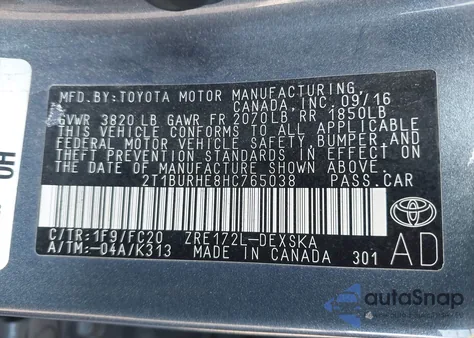 MFD.BY:TOYOTA MOTOR MANUFACTURING,
CANADA, INC. 09/16
GVWR 3820 LB GAWR FR 2070LB RR 1850LB
THIS VEHICLE CONFORMS TO ALL APPLICABLE
FEDERAL MOTOR VEHICLE SAFETY, BUMPER, AND
THEFT PREVENTION STANDARDS IN EFFECT ON
THE DATE OF MANUFACTURE SHOWN ABOVE.
2T1BURHE8HC765038 PASS.CAR
C/TR:1F9/FC20 ZRE172L-DEXSKA
A/TM:-04A/K313 MADE IN CANADA 301
AD
HO
autoSnap